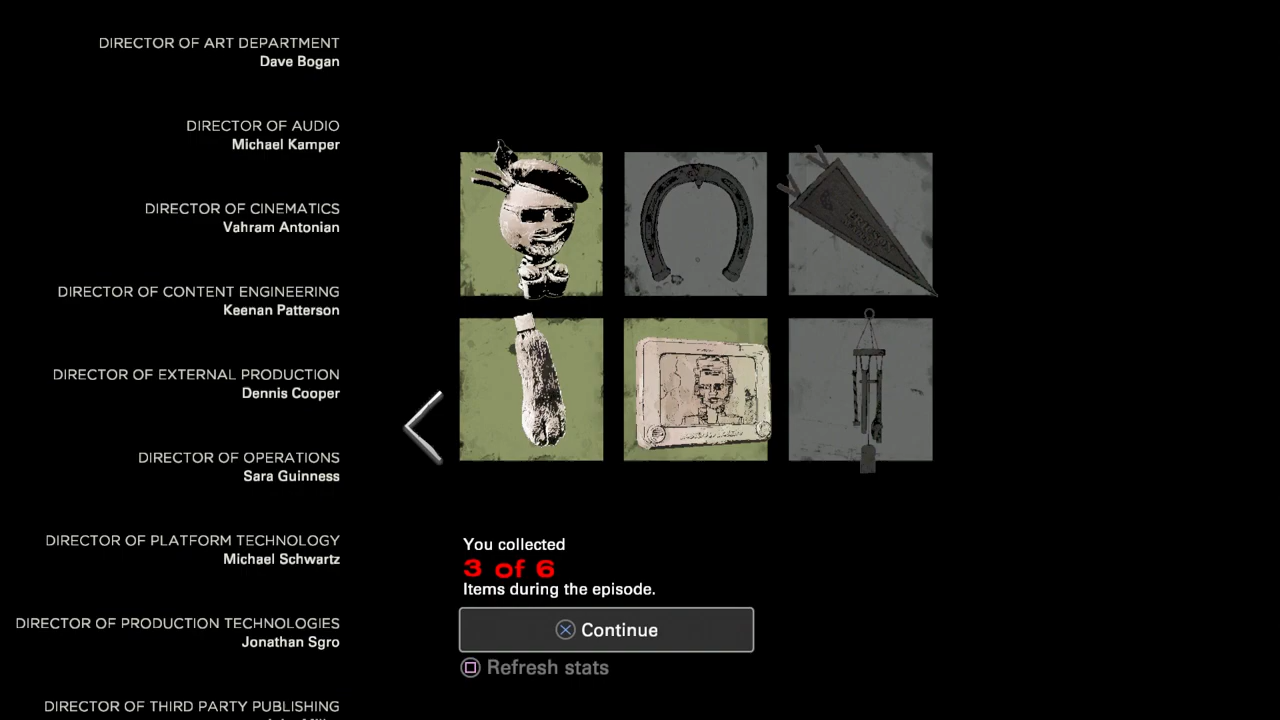 DIRECTOR OF ART DEPARTMENT
Dave Bogan
DIRECTOR OF AUDIO
Michael Kamper
DIRECTOR OF CINEMATICS
Vahram Antonian
DIRECTOR OF CONTENT ENGINEERING
Keenan Patterson
DIRECTOR OF EXTERNAL PRODUCTION
Dennis Cooper
DIRECTOR OF OPERATIONS
Sara Guinness
DIRECTOR OF PLATFORM TECHNOLOGY
Michael Schwartz
DIRECTOR OF PRODUCTION TECHNOLOGIES
Jonathan Sgro
DIRECTOR OF THIRD PARTY PUBLISHING
You collected
3 of 6
Items during the episode.
Continue
Refresh stats